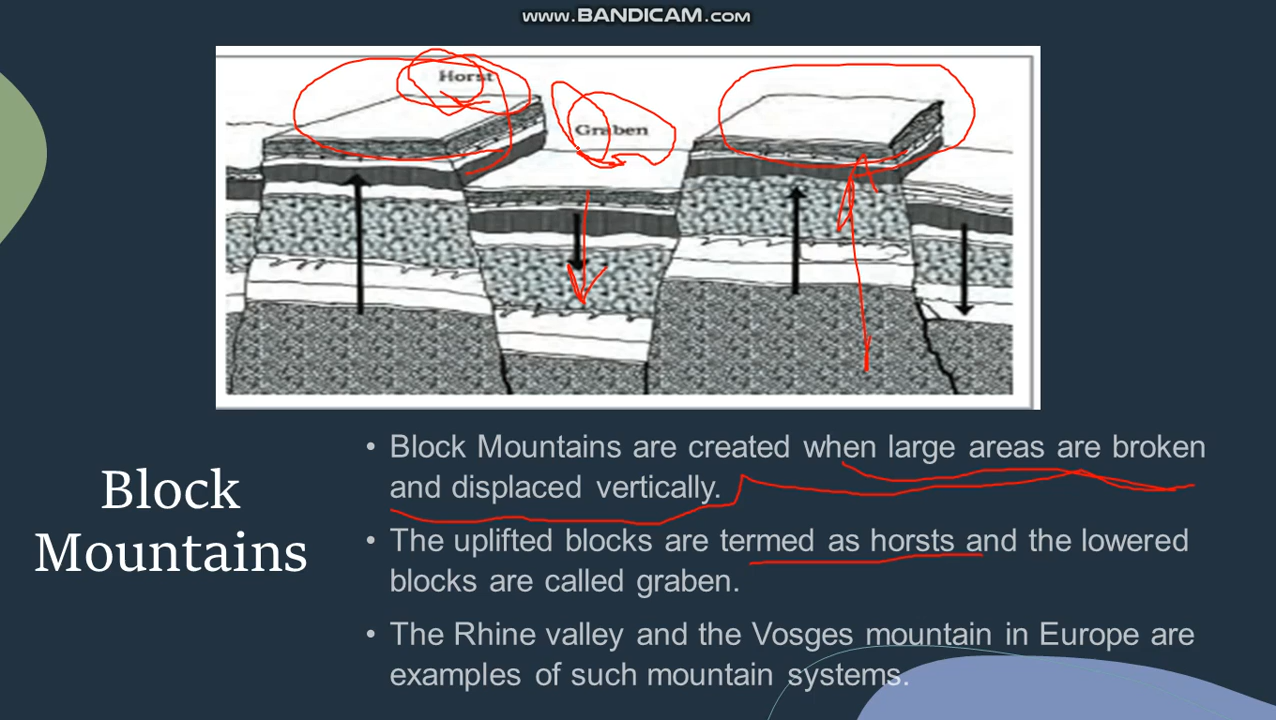 www.BANDICAM.com
Horst
Graben
Block
Mountains
• Block Mountains are created when large areas are broken
and displaced vertically.
• The uplifted blocks are termed as horsts and the lowered
blocks are called graben.
• The Rhine valley and the Vosges mountain in Europe are
examples of such mountain systems.